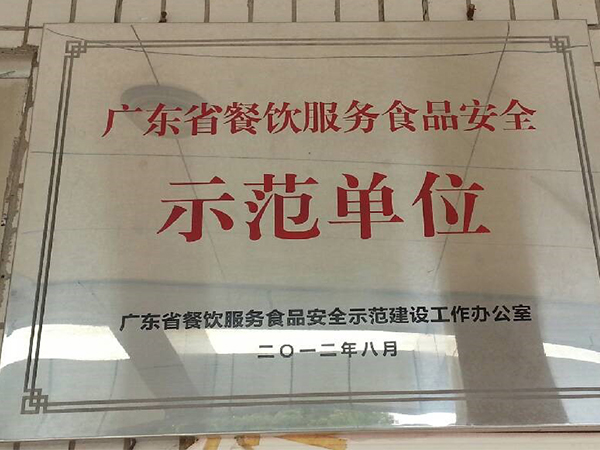 广东省餐饮服务食品安全
示范单位
广东省餐饮服务食品安全示范建设工作办公室
二〇一二年八月